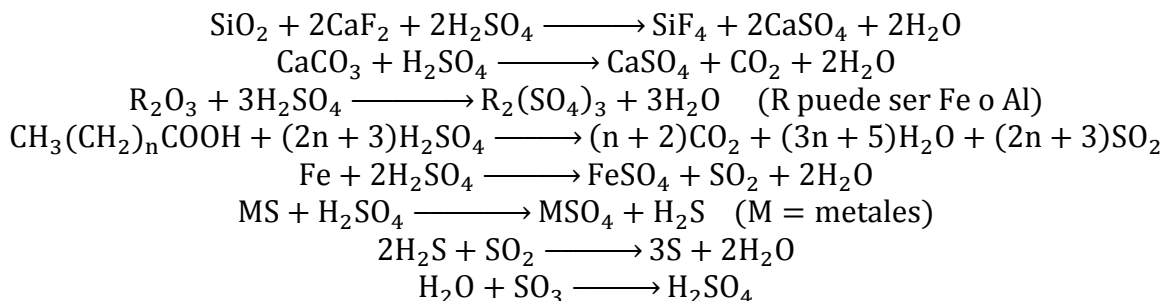 SiO₂ + 2CaF₂ + 2H₂SO₄ ⟶ SiF₄ + 2CaSO₄ + 2H₂O
CaCO₃ + H₂SO₄ ⟶ CaSO₄ + CO₂ + 2H₂O
R₂O₃ + 3H₂SO₄ ⟶ R₂(SO₄)₃ + 3H₂O (R puede ser Fe o Al)
CH₃(CH₂)ₙCOOH + (2n + 3)H₂SO₄ ⟶ (n + 2)CO₂ + (3n + 5)H₂O + (2n + 3)SO₂
Fe + 2H₂SO₄ ⟶ FeSO₄ + SO₂ + 2H₂O
MS + H₂SO₄ ⟶ MSO₄ + H₂S (M = metales)
2H₂S + SO₂ ⟶ 3S + 2H₂O
H₂O + SO₃ ⟶ H₂SO₄